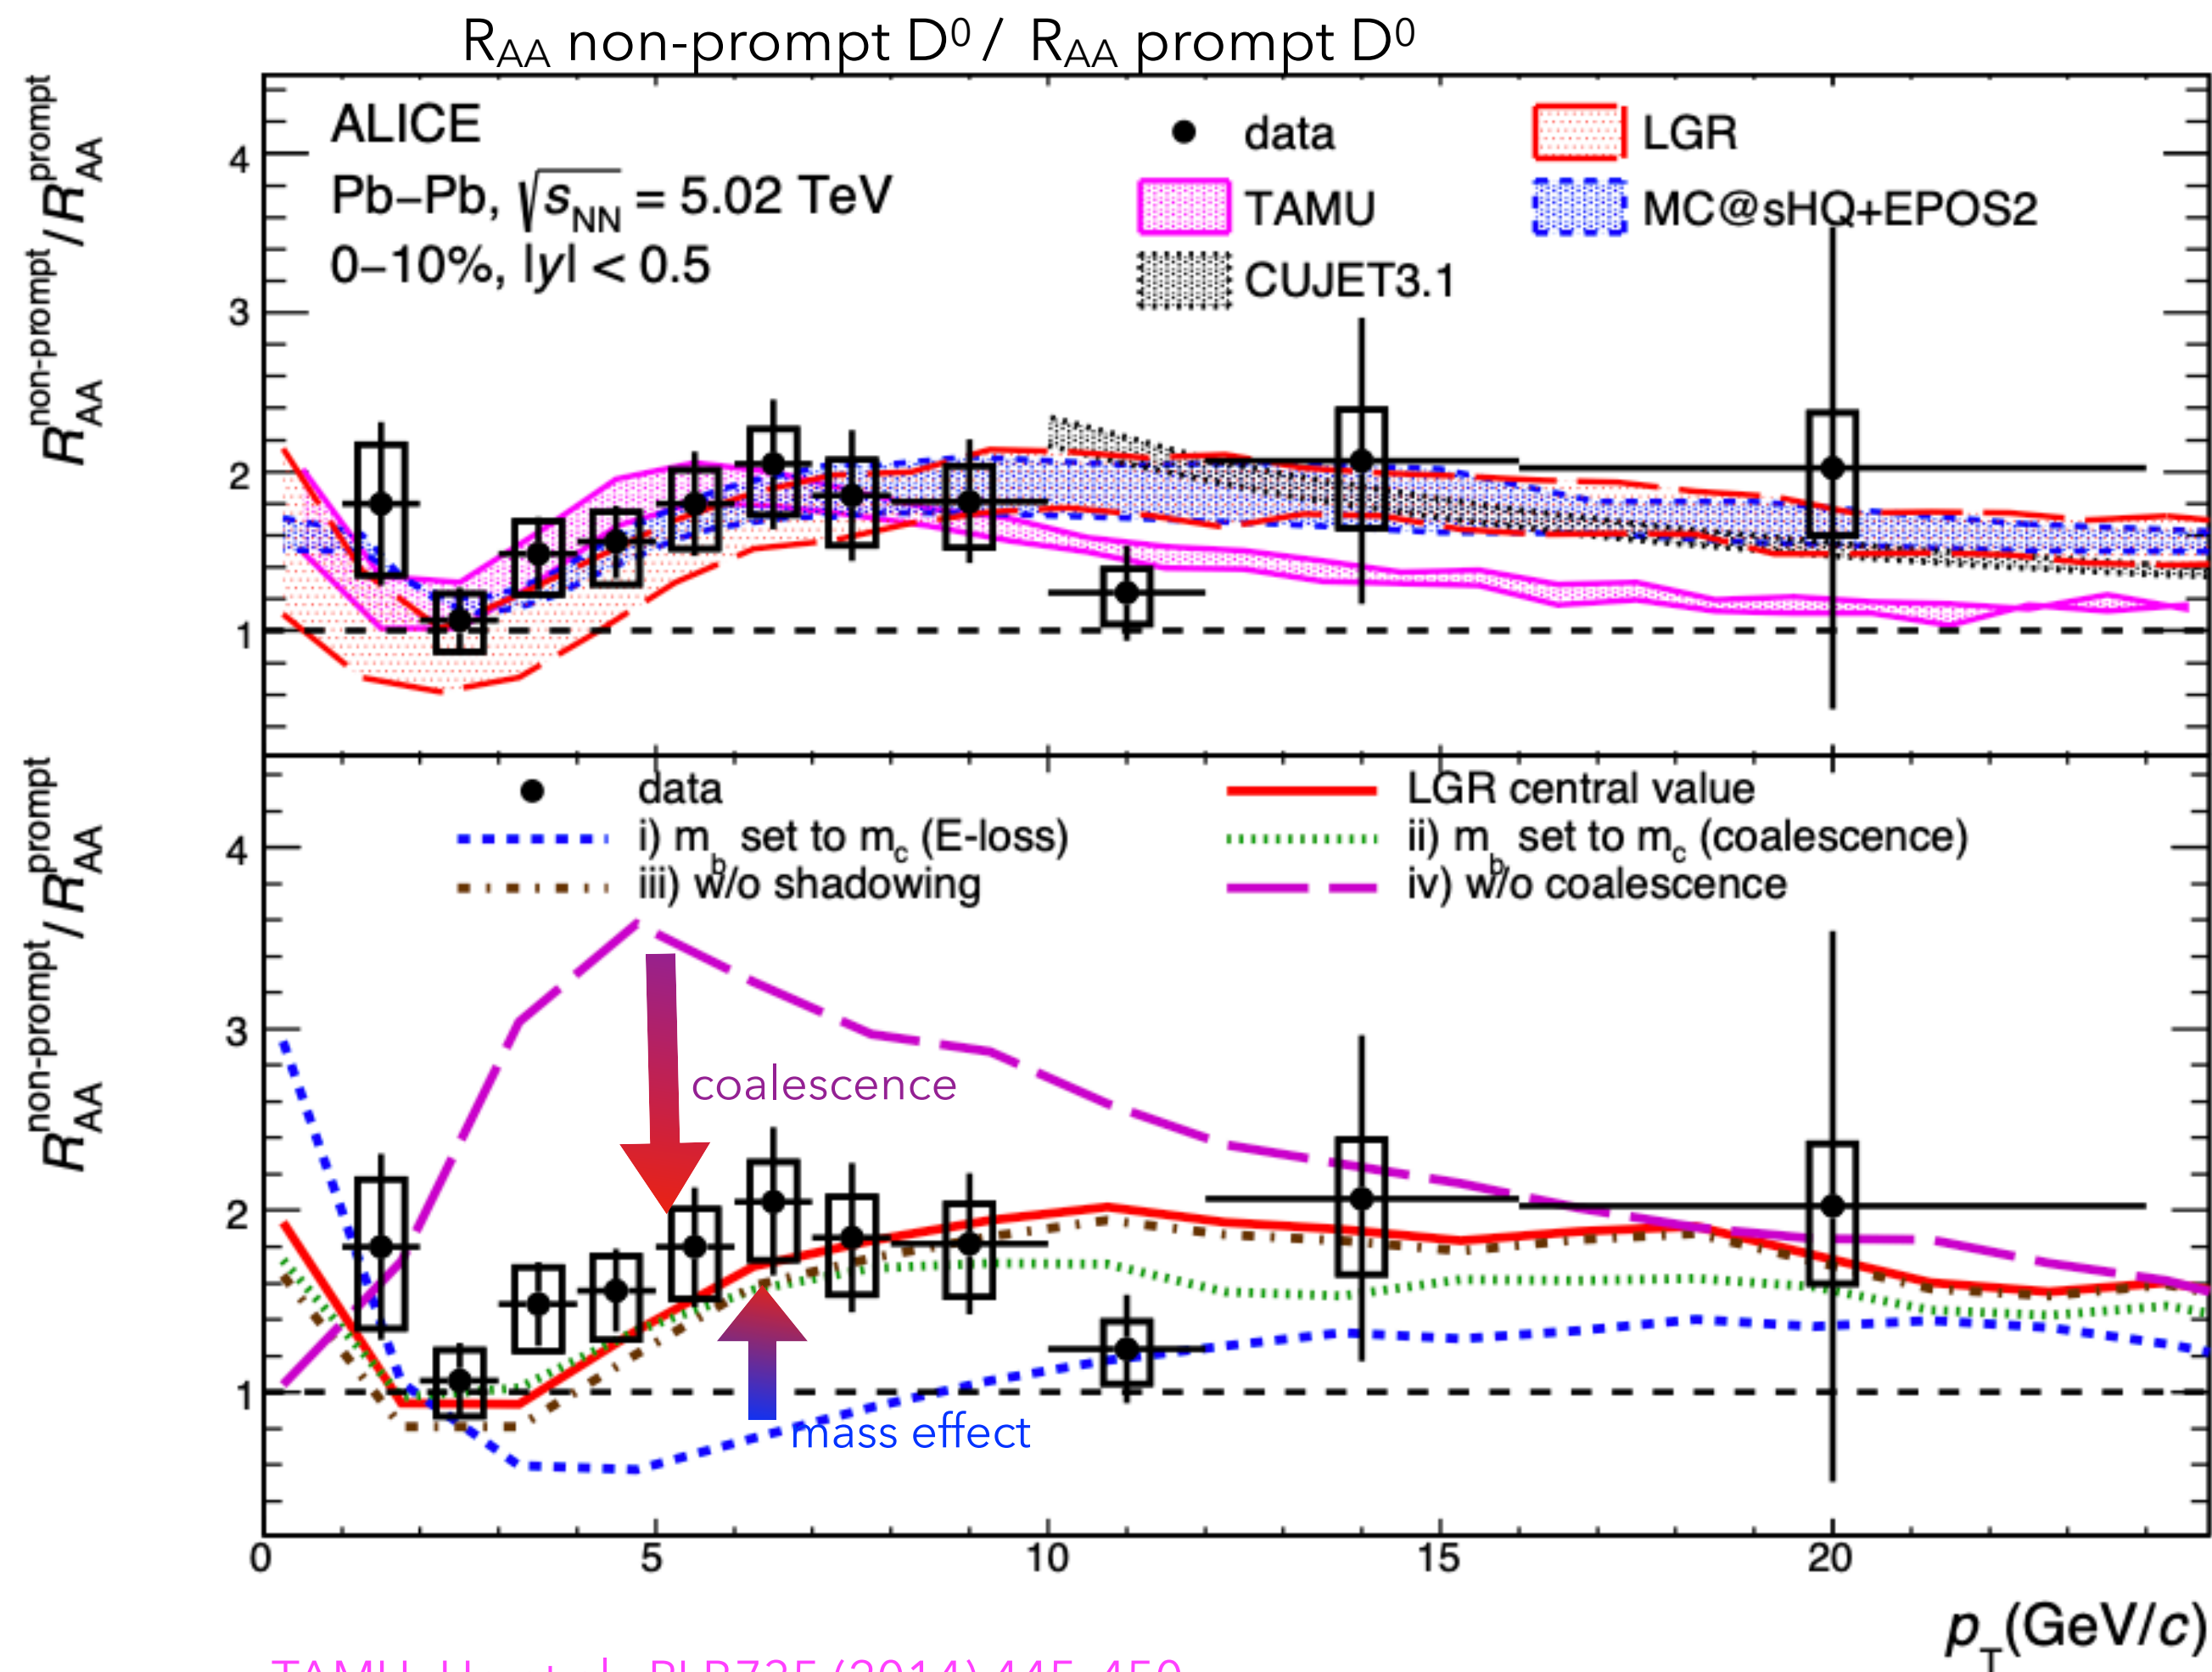 R_AA non-prompt D⁰ / R_AA prompt D⁰
R_AA^non-prompt / R_AA^prompt
4
3
2
1
ALICE
Pb−Pb, √s_NN = 5.02 TeV
0−10%, |y| < 0.5
data
TAMU
CUJET3.1
LGR
MC@sHQ+EPOS2
R_AA^non-prompt / R_AA^prompt
4
3
2
1
data
LGR central value
i) m_b set to m_c (E-loss)
ii) m_b set to m_c (coalescence)
iii) w/o shadowing
iv) w/o coalescence
coalescence
mass effect
0 5 10 15 20
p_T (GeV/c)